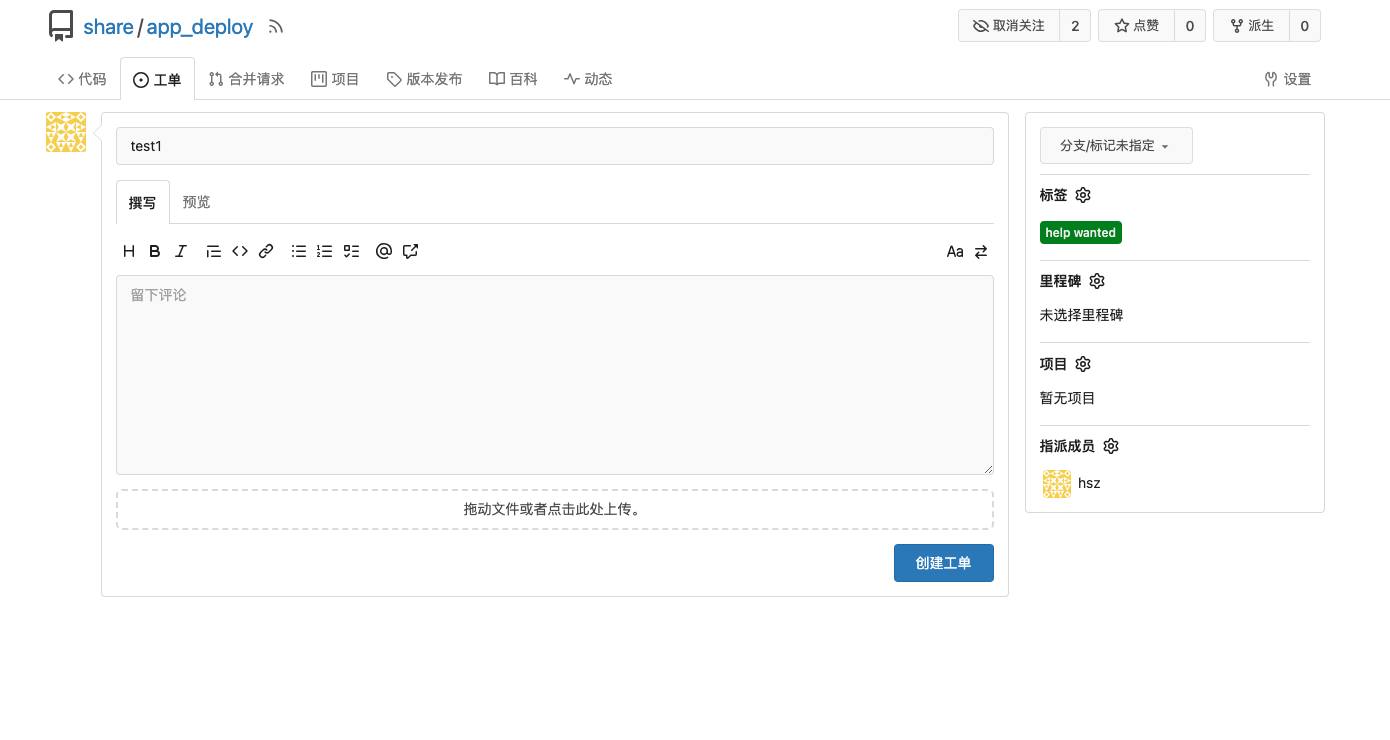 share/app_deploy
取消关注 2 点赞 0 派生 0
代码 工单 合并请求 项目 版本发布 百科 动态 设置
test1
分支/标记未指定
撰写 预览
标签
help wanted
H B I Aa
留下评论
里程碑
未选择里程碑
项目
暂无项目
指派成员
hsz
拖动文件或者点击此处上传。
创建工单